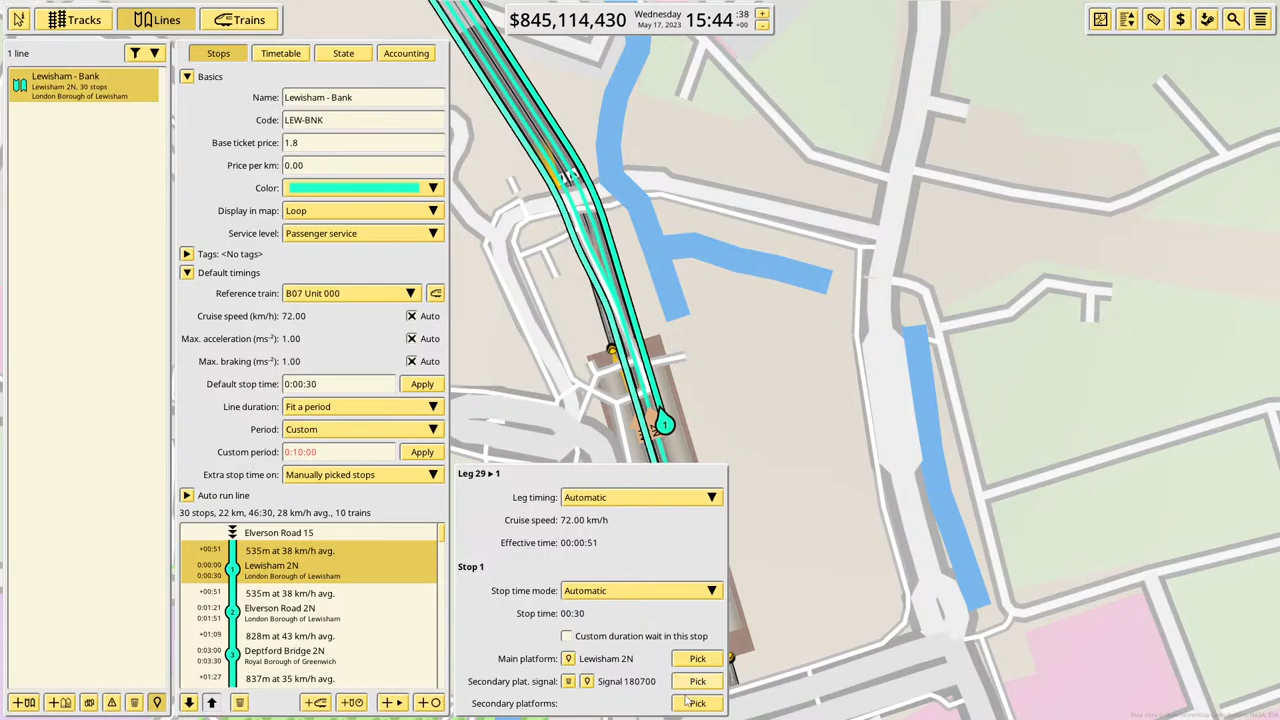 Tracks
Lines
Trains
$845,114,430
Wednesday
May 17, 2023
15:44 :38
+00
+
-
$
1 line
Lewisham - Bank
Lewisham 2N, 30 stops
London Borough of Lewisham
Stops
Timetable
State
Accounting
Basics
Name: Lewisham - Bank
Code: LEW-BNK
Base ticket price: 1.8
Price per km: 0.00
Color:
Display in map: Loop
Service level: Passenger service
Tags: <No tags>
Default timings
Reference train: B07 Unit 000
Cruise speed (km/h): 72.00 Auto
Max. acceleration (ms⁻²): 1.00 Auto
Max. braking (ms⁻²): 1.00 Auto
Default stop time: 0:00:30 Apply
Line duration: Fit a period
Period: Custom
Custom period: 0:10:00 Apply
Extra stop time on: Manually picked stops
Auto run line
30 stops, 22 km, 46:30, 28 km/h avg., 10 trains
Elverson Road 1S
+00:51 535m at 38 km/h avg.
0:00:00 1 Lewisham 2N
0:00:30 London Borough of Lewisham
+00:51 535m at 38 km/h avg.
0:01:21 2 Elverson Road 2N
0:01:51 London Borough of Lewisham
+01:09 828m at 43 km/h avg.
0:03:00 3 Deptford Bridge 2N
0:03:30 Royal Borough of Greenwich
+01:27 837m at 35 km/h avg.
1
Leg 29 ▸ 1
Leg timing: Automatic
Cruise speed: 72.00 km/h
Effective time: 00:00:51
Stop 1
Stop time mode: Automatic
Stop time: 00:30
Custom duration wait in this stop
Main platform: Lewisham 2N Pick
Secondary plat. signal: Signal 180700 Pick
Secondary platforms: Pick